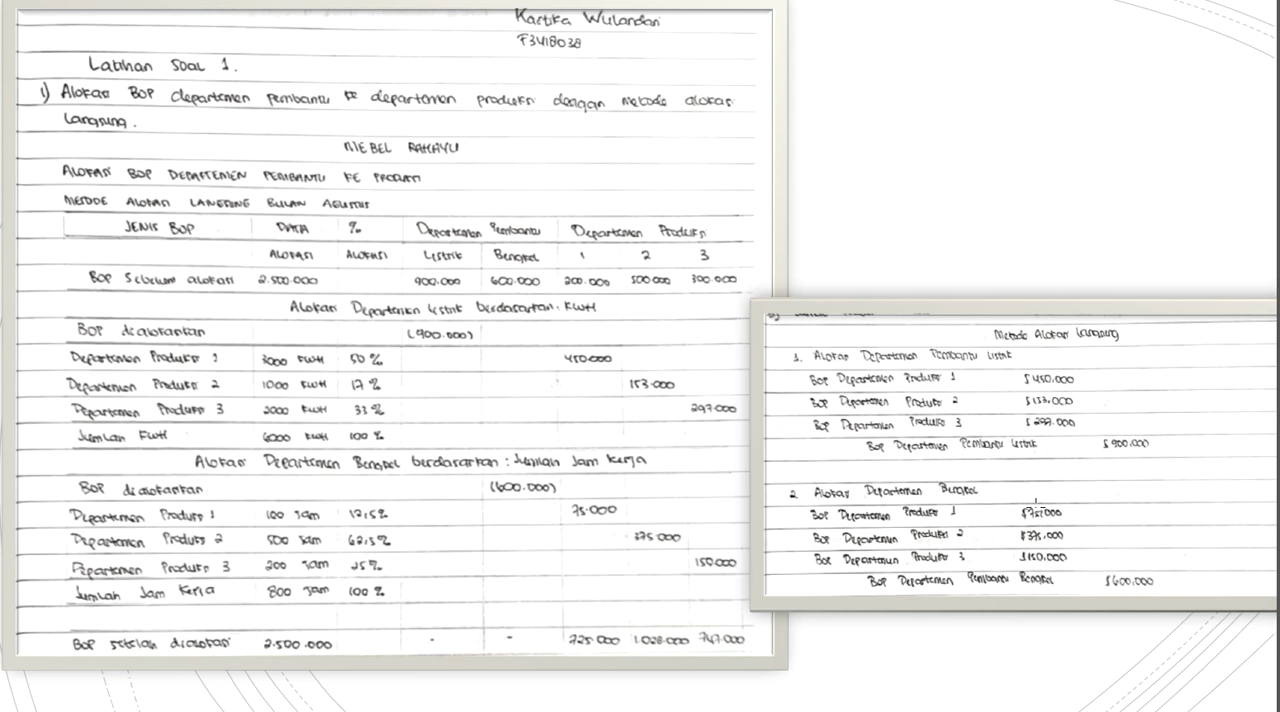 Kartika Wulandari
F3418038
Latihan Soal 1.
1) Alokasi BOP departemen pembantu ke departemen produksi dengan metode alokasi
langsung.
MEBEL RAHAYU
ALOKASI BOP DEPARTEMEN PEMBANTU KE PRODUKSI
METODE ALOKASI LANGSUNG BULAN AGUSTUS
JENIS BOP DATA % Departemen Pembantu Departemen Produksi
ALOKASI ALOKASI Listrik Bengkel 1 2 3
BOP Sebelum alokasi 2.500.000 900.000 600.000 200.000 500.000 300.000
Alokasi Departemen listrik berdasarkan. KWH
BOP dialokasikan (900.000)
Departemen Produksi 1 3000 KWH 50 % 450.000
Departemen Produksi 2 1000 KWH 17 % 153.000
Departemen Produksi 3 2000 KWH 33 % 297.000
Jumlah KWH 6000 KWH 100 %
Alokasi Departemen Bengkel berdasarkan : Jumlah Jam Kerja
BOP dialokasikan (600.000)
Departemen Produksi 1 100 Jam 12,5% 75.000
Departemen Produksi 2 500 Jam 62,5% 375.000
Departemen Produksi 3 200 Jam 25% 150.000
Jumlah Jam Kerja 800 Jam 100 %
BOP setelah dialokasi 2.500.000 - - 725.000 1.028.000 747.000
Metode Alokasi Langsung
1. Alokasi Departemen Pembantu listrik
BOP Departemen Produksi 1 $ 450.000
BOP Departemen Produksi 2 $ 153.000
BOP Departemen Produksi 3 $ 297.000
BOP Departemen Pembantu listrik $ 900.000
2. Alokasi Departemen Bengkel
BOP Departemen Produksi 1 $75.000
BOP Departemen Produksi 2 $375.000
BOP Departemen Produksi 3 $150.000
BOP Departemen Pembantu Bengkel $600.000